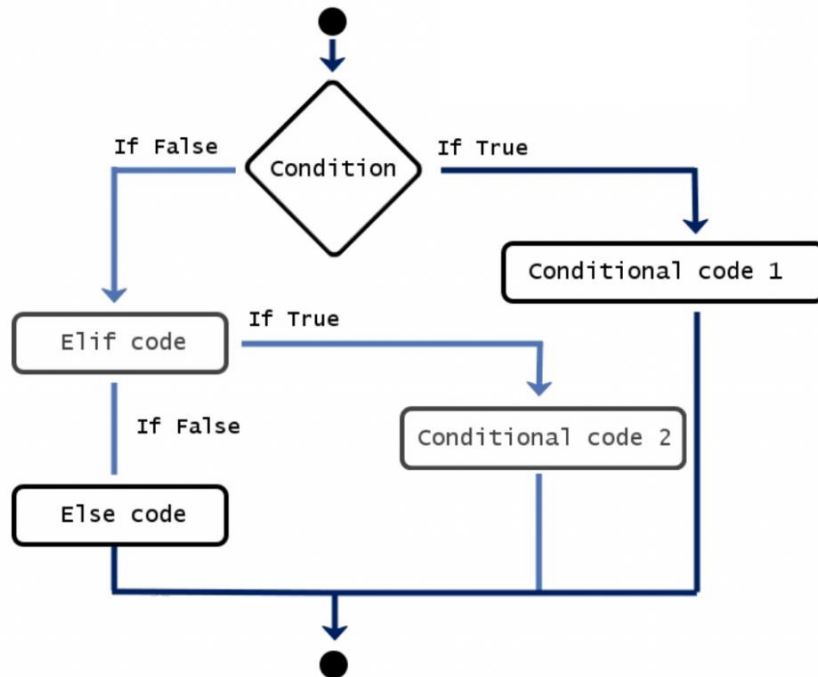 If False
Condition
If True
Conditional code 1
Elif code
If True
Conditional code 2
If False
Else code